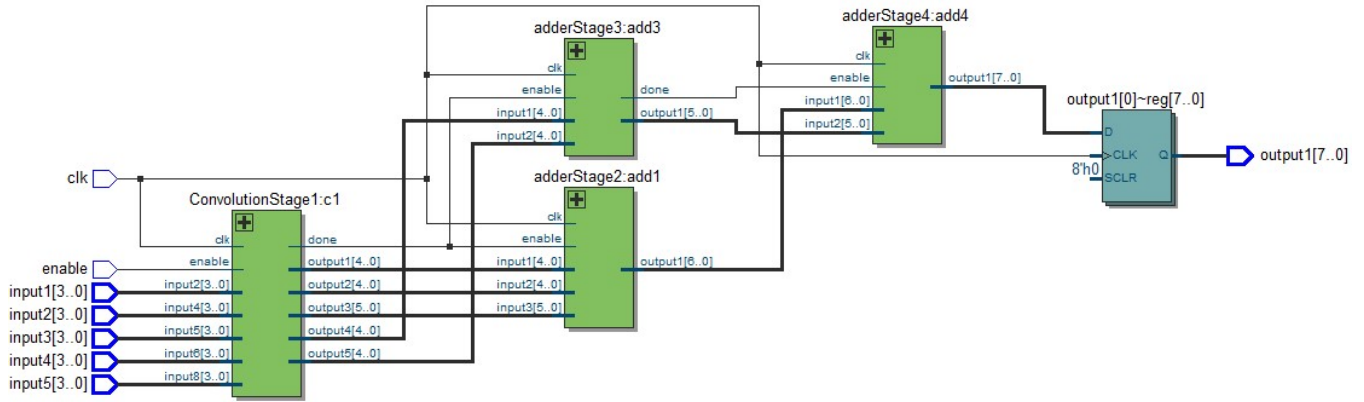 adderStage4:add4
clk
enable
input1[6..0]
input2[5..0]
output1[7..0]
adderStage3:add3
clk
enable
input1[4..0]
input2[4..0]
done
output1[5..0]
output1[0]~reg[7..0]
D
CLK
SCLR
Q
8'h0
output1[7..0]
clk
enable
input1[3..0]
input2[3..0]
input3[3..0]
input4[3..0]
input5[3..0]
ConvolutionStage1:c1
clk
enable
input2[3..0]
input4[3..0]
input5[3..0]
input6[3..0]
input8[3..0]
done
output1[4..0]
output2[4..0]
output3[5..0]
output4[4..0]
output5[4..0]
adderStage2:add1
clk
enable
input1[4..0]
input2[4..0]
input3[5..0]
output1[6..0]